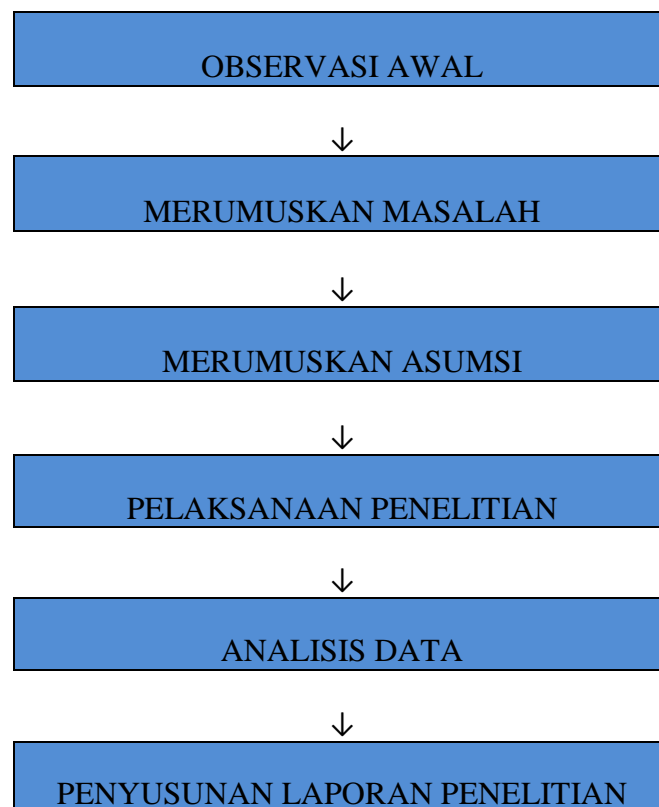 OBSERVASI AWAL
↓
MERUMUSKAN MASALAH
↓
MERUMUSKAN ASUMSI
↓
PELAKSANAAN PENELITIAN
↓
ANALISIS DATA
↓
PENYUSUNAN LAPORAN PENELITIAN